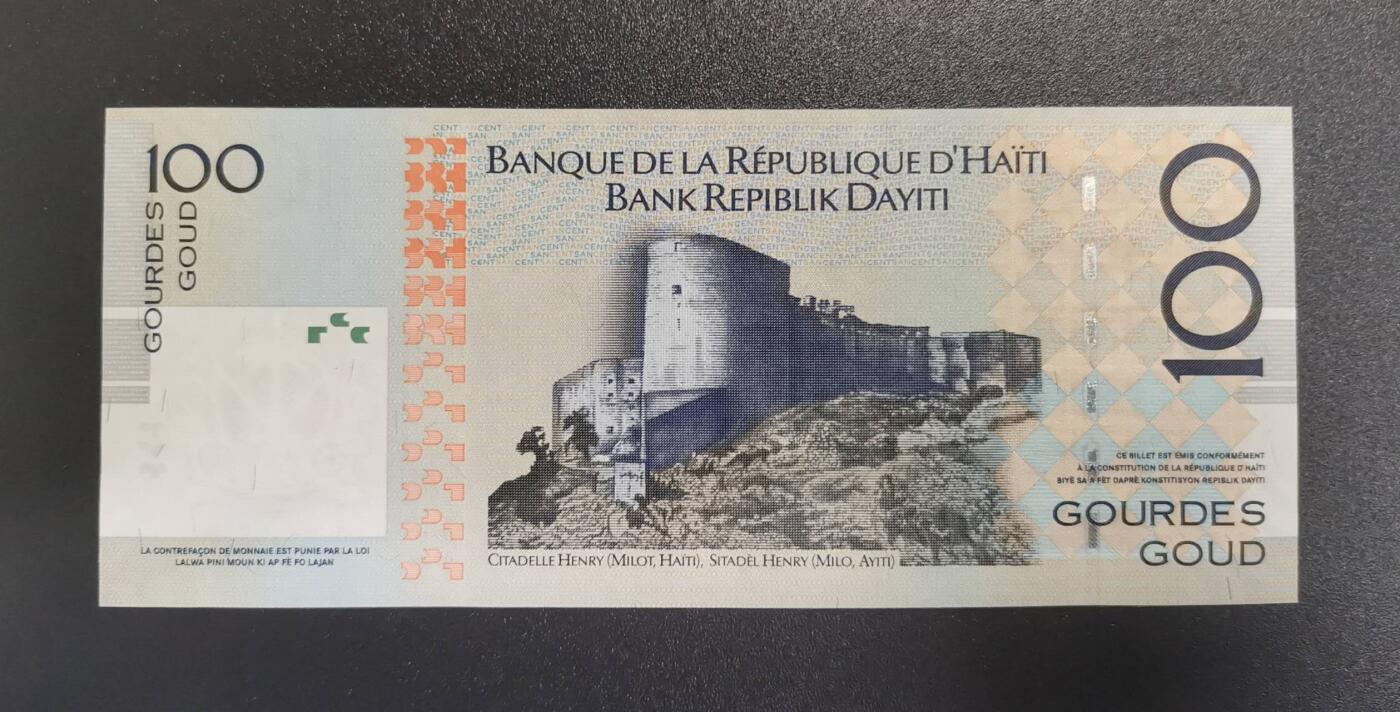 100
GOURDES
GOUD
BANQUE DE LA RÉPUBLIQUE D'HAÏTI
BANK REPIBLIK DAYITI
100
CE BILLET EST ÉMIS CONFORMÉMENT
À LA CONSTITUTION DE LA RÉPUBLIQUE D'HAÏTI
BIYÈ SA A FÈT DAPRÈ KONSTITISYON REPIBLIK DAYITI
GOURDES
GOUD
LA CONTREFAÇON DE MONNAIE EST PUNIE PAR LA LOI
LALWA PINI MOUN KI AP FÈ FO LAJAN
CITADELLE HENRY (MILOT, HAÏTI), SITADÈL HENRY (MILO, AYITI)